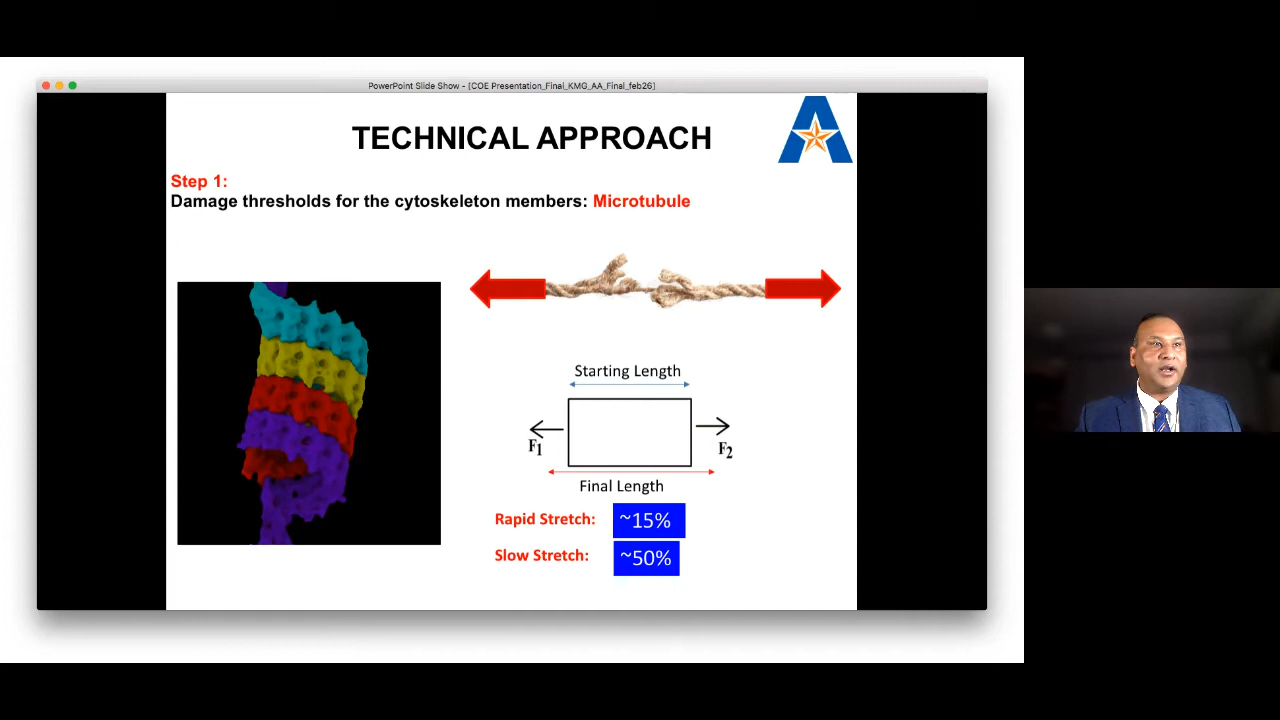 PowerPoint Slide Show - [COE Presentation_Final_KMG_AA_Final_feb26]
TECHNICAL APPROACH
Step 1:
Damage thresholds for the cytoskeleton members: Microtubule
Starting Length
F1
F2
Final Length
Rapid Stretch: ~15%
Slow Stretch: ~50%